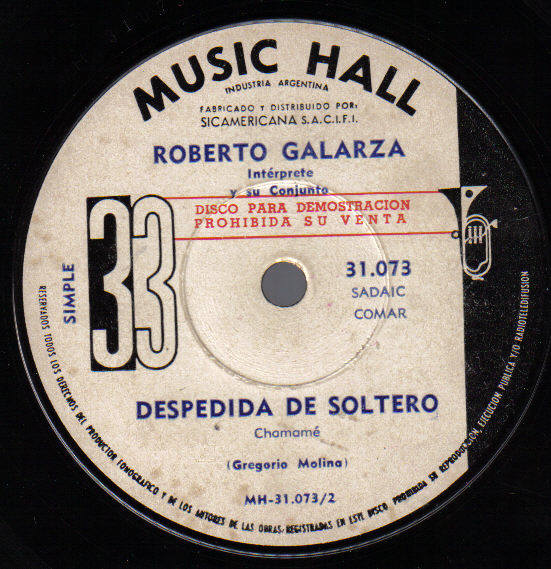 MUSIC HALL
INDUSTRIA ARGENTINA
FABRICADO Y DISTRIBUIDO POR:
SICAMERICANA S.A.C.I.F.I.
ROBERTO GALARZA
Intérprete
y su Conjunto
DISCO PARA DEMOSTRACION
PROHIBIDA SU VENTA
33
SIMPLE
31.073
SADAIC
COMAR
DESPEDIDA DE SOLTERO
Chamamé
(Gregorio Molina)
MH-31.073/2
RESERVADOS TODOS LOS DERECHOS DEL PRODUCTOR FONOGRAFICO Y DE LOS AUTORES DE LAS OBRAS REGISTRADAS EN ESTE DISCO PROHIBIDA SU REPRODUCCION, EJECUCION PUBLICA Y/O RADIOTELEDIFUSION